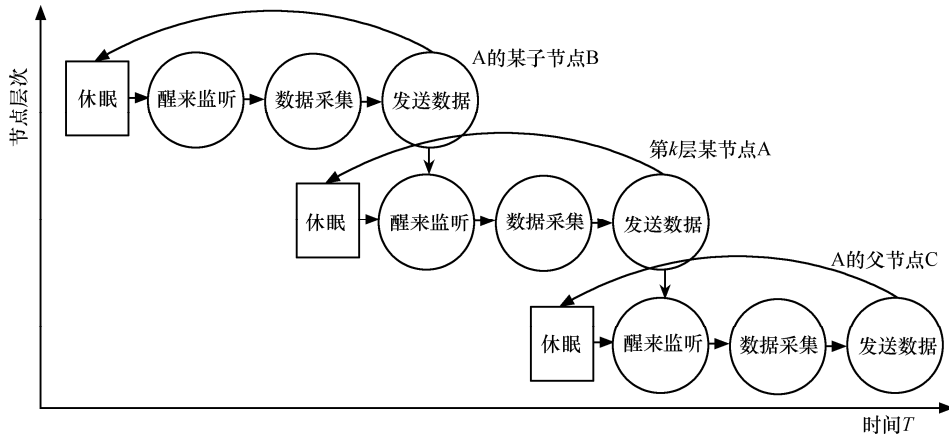 节点层次
A的某子节点B
休眠
醒来监听
数据采集
发送数据
第k层某节点A
休眠
醒来监听
数据采集
发送数据
A的父节点C
休眠
醒来监听
数据采集
发送数据
时间T